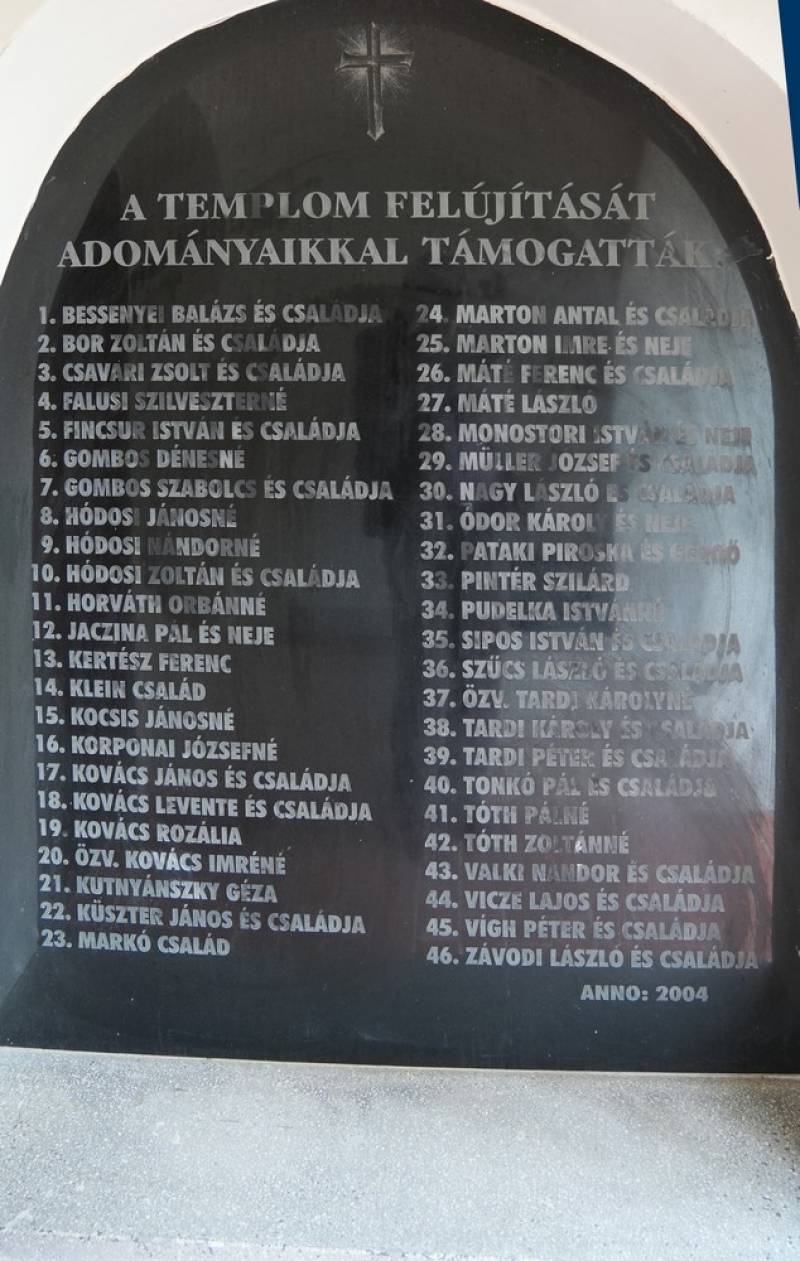 A TEMPLOM FELÚJÍTÁSÁT
ADOMÁNYAIKKAL TÁMOGATTÁK
1. BESSENYEI BALÁZS ÉS CSALÁDJA
2. BOR ZOLTÁN ÉS CSALÁDJA
3. CSAVARI ZSOLT ÉS CSALÁDJA
4. FALUSI SZILVESZTERNÉ
5. FINCSUR ISTVÁN ÉS CSALÁDJA
6. GOMBOS DÉNESNÉ
7. GOMBOS SZABOLCS ÉS CSALÁDJA
8. HÓDOSI JÁNOSNÉ
9. HÓDOSI NÁNDORNÉ
10. HÓDOSI ZOLTÁN ÉS CSALÁDJA
11. HORVÁTH ORBÁNNÉ
12. JACZINA PÁL ÉS NEJE
13. KERTÉSZ FERENC
14. KLEIN CSALÁD
15. KOCSIS JÁNOSNÉ
16. KORPONAI JÓZSEFNÉ
17. KOVÁCS JÁNOS ÉS CSALÁDJA
18. KOVÁCS LEVENTE ÉS CSALÁDJA
19. KOVÁCS ROZÁLIA
20. ÖZV. KOVÁCS IMRÉNÉ
21. KUTNYÁNSZKY GÉZA
22. KÜSZTER JÁNOS ÉS CSALÁDJA
23. MARKÓ CSALÁD
24. MARTON ANTAL ÉS CSALÁDJA
25. MARTON IMRE ÉS NEJE
26. MÁTÉ FERENC ÉS CSALÁDJA
27. MÁTÉ LÁSZLÓ
28. MONOSTORI ISTVÁN ÉS NEJE
29. MÜLLER JÓZSEF ÉS CSALÁDJA
30. NAGY LÁSZLÓ ÉS CSALÁDJA
31. ÓDOR KÁROLY ÉS NEJE
32. PATAKI PIROSKA ÉS GERGŐ
33. PINTÉR SZILÁRD
34. PUDELKA ISTVÁNNÉ
35. SIPOS ISTVÁN ÉS CSALÁDJA
36. SZŰCS LÁSZLÓ ÉS CSALÁDJA
37. ÖZV. TARDI KÁROLYNÉ
38. TARDI KÁROLY ÉS CSALÁDJA
39. TARDI PÉTER ÉS CSALÁDJA
40. TONKÓ PÁL ÉS CSALÁDJA
41. TÓTH PÁLNÉ
42. TÓTH ZOLTÁNNÉ
43. VALKI NÁNDOR ÉS CSALÁDJA
44. VICZE LAJOS ÉS CSALÁDJA
45. VÍGH PÉTER ÉS CSALÁDJA
46. ZÁVODI LÁSZLÓ ÉS CSALÁDJA
ANNO: 2004